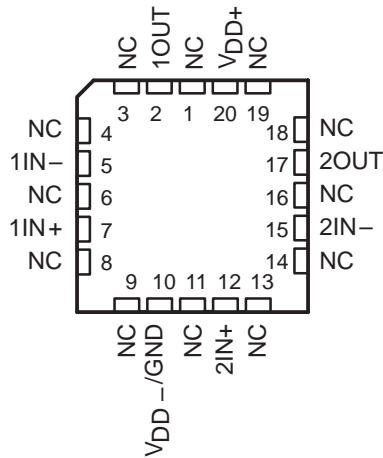 NC 1OUT NC VDD+ NC
3 2 1 20 19
NC 4 18 NC
1IN− 5 17 2OUT
NC 6 16 NC
1IN+ 7 15 2IN−
NC 8 14 NC
9 10 11 12 13
NC VDD−/GND NC 2IN+ NC